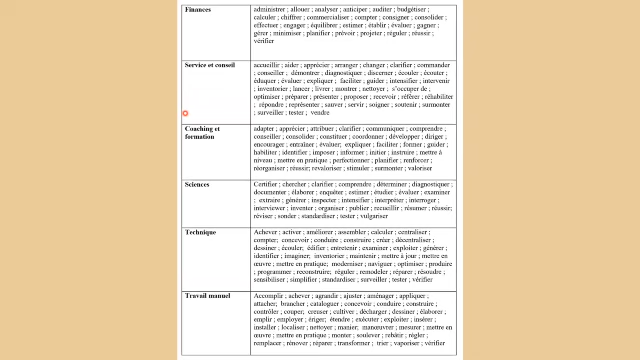 Finances
administrer ; allouer ; analyser ; anticiper ; auditer ; budgétiser ;
calculer ; chiffrer ; commercialiser ; compter ; consigner ; consolider ;
effectuer ; engager ; équilibrer ; estimer ; établir ; évaluer ; gagner ;
gérer ; minimiser ; planifier ; prévoir ; projeter ; réguler ; réussir ;
vérifier
Service et conseil
accueillir ; aider ; apprécier ; arranger ; changer ; clarifier ; commander
; conseiller ; démontrer ; diagnostiquer ; discerner ; écouler ; écouter ;
éduquer ; évaluer ; expliquer ; faciliter ; guider ; intensifier ; intervenir
; inventorier ; lancer ; livrer ; montrer ; nettoyer ; s'occuper de ;
optimiser ; préparer ; présenter ; proposer ; recevoir ; référer ; réhabiliter
; répondre ; représenter ; sauver ; servir ; soigner ; soutenir ; surmonter
; surveiller ; tester ; vendre
Coaching et
formation
adapter ; apprécier ; attribuer ; clarifier ; communiquer ; comprendre ;
conseiller ; consolider ; constituer ; coordonner ; développer ; diriger ;
encourager ; entraîner ; évaluer ; expliquer ; faciliter ; former ; guider ;
habiliter ; identifier ; imposer ; informer ; initier ; instruire ; mettre à
niveau ; mettre en pratique ; perfectionner ; planifier ; renforcer ;
réorganiser ; réussir ; revaloriser ; stimuler ; surmonter ; valoriser
Sciences
Certifier ; chercher ; clarifier ; comprendre ; déterminer ; diagnostiquer ;
documenter ; élaborer ; enquêter ; estimer ; étudier ; évaluer ; examiner
; extraire ; générer ; inspecter ; intensifier ; interpréter ; interroger ;
interviewer ; inventer ; organiser ; publier ; recueillir ; résumer ; réussir ;
réviser ; sonder ; standardiser ; tester ; vulgariser
Technique
Achever ; activer ; améliorer ; assembler ; calculer ; centraliser ;
compter ; concevoir ; conduire ; construire ; créer ; décentraliser ;
dessiner ; écouler ; édifier ; entretenir ; examiner ; exploiter ; générer ;
identifier ; imaginer ; inventorier ; maintenir ; mettre à jour ; mettre en
œuvre ; mettre en pratique ; moderniser ; naviguer ; optimiser ; produire
; programmer ; reconstruire ; réguler ; remodeler ; réparer ; résoudre ;
sensibiliser ; simplifier ; standardiser ; surveiller ; tester ; vérifier
Travail manuel
Accomplir ; achever ; agrandir ; ajuster ; aménager ; appliquer ;
attacher ; brancher ; cataloguer ; concevoir ; conduire ; construire ;
contrôler ; couper ; creuser ; cultiver ; décharger ; dessiner ; élaborer ;
emplir ; employer ; ériger ; étendre ; exécuter ; exploiter ; insérer ;
installer ; localiser ; nettoyer ; manier ; manœuvrer ; mesurer ; mettre en
œuvre ; mettre en pratique ; monter ; soulever ; rebâtir ; régler ;
remplacer ; rénover ; réparer ; transformer ; trier ; vaporiser ; vérifier